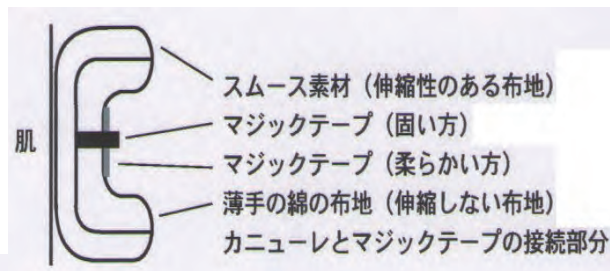 スムース素材（伸縮性のある布地）
マジックテープ（固い方）
肌
マジックテープ（柔らかい方）
薄手の綿の布地（伸縮しない布地）
カニューレとマジックテープの接続部分